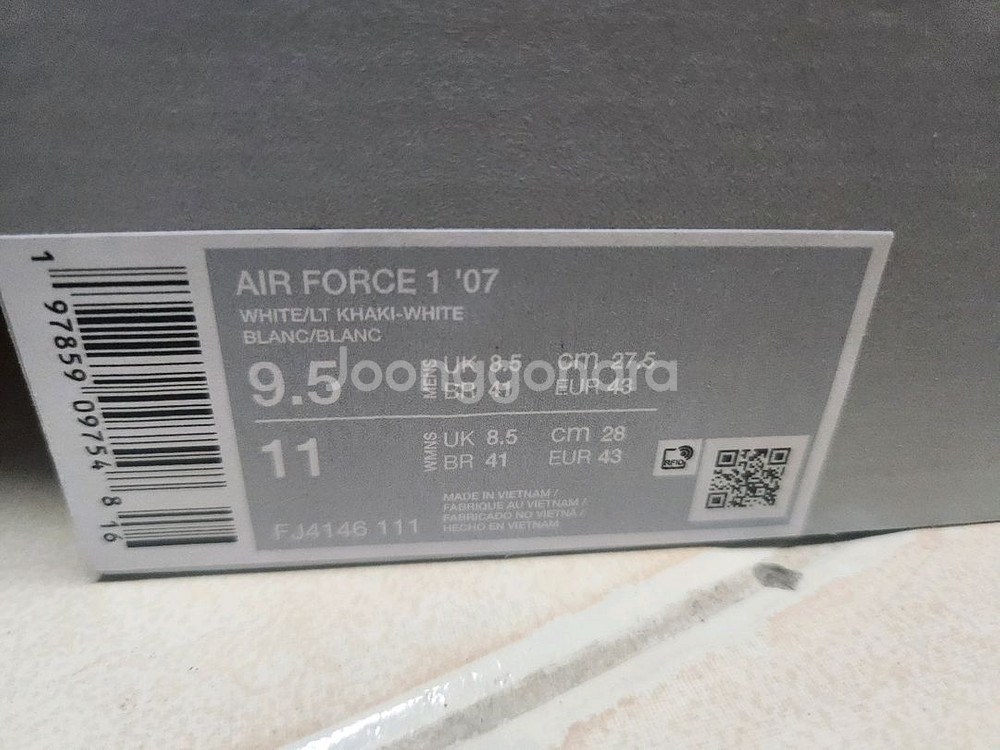 AIR FORCE 1 '07
WHITE/LT KHAKI-WHITE
BLANC/BLANC
9.5 MENS UK 8.5 cm 27.5
BR 41 EUR 43
Joonggonara
11 WMNS UK 8.5 cm 28
BR 41 EUR 43
RFID
MADE IN VIETNAM /
FABRIQUE AU VIETNAM /
FABRICADO NO VIETNÃ /
HECHO EN VIETNAM
FJ4146 111
1 97859 09754 8 16